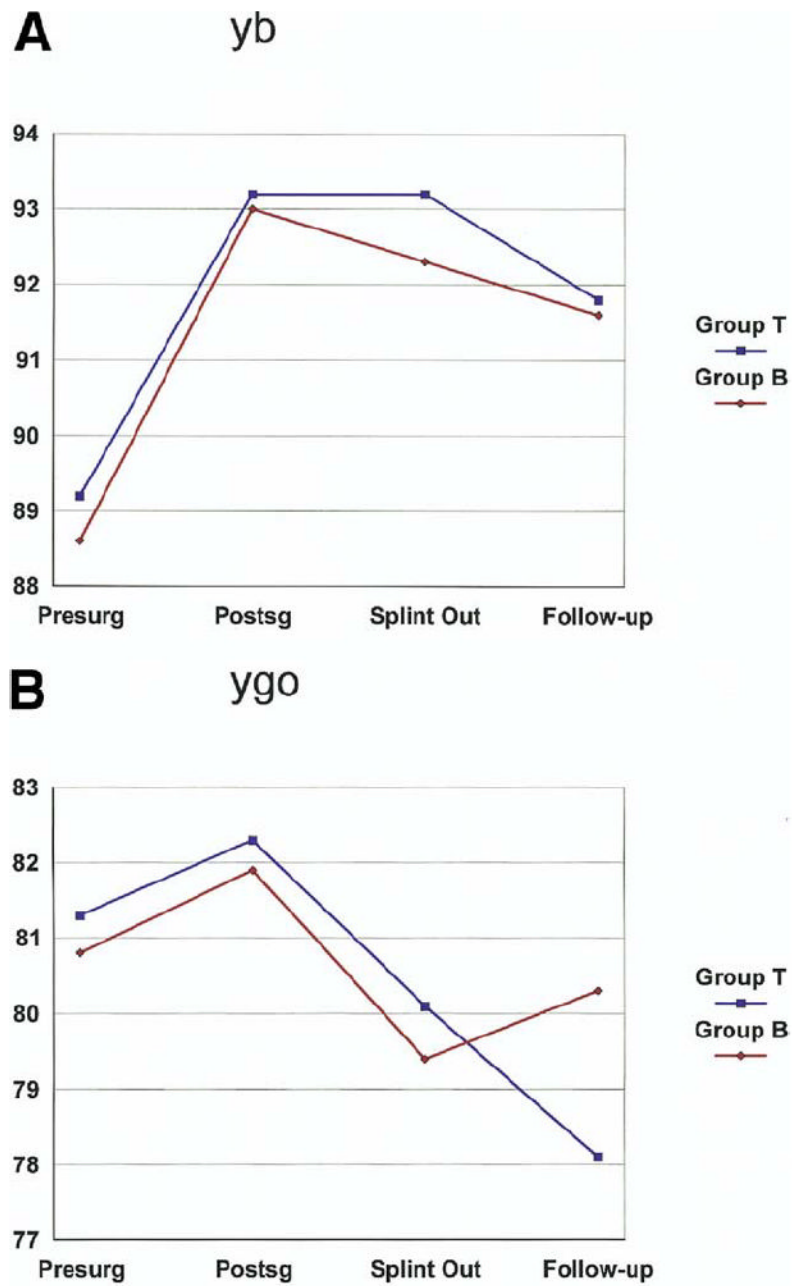 A yb
94
93
92
91
90
89
88
Presurg Postsg Splint Out Follow-up
Group T
Group B
B ygo
83
82
81
80
79
78
77
Presurg Postsg Splint Out Follow-up
Group T
Group B